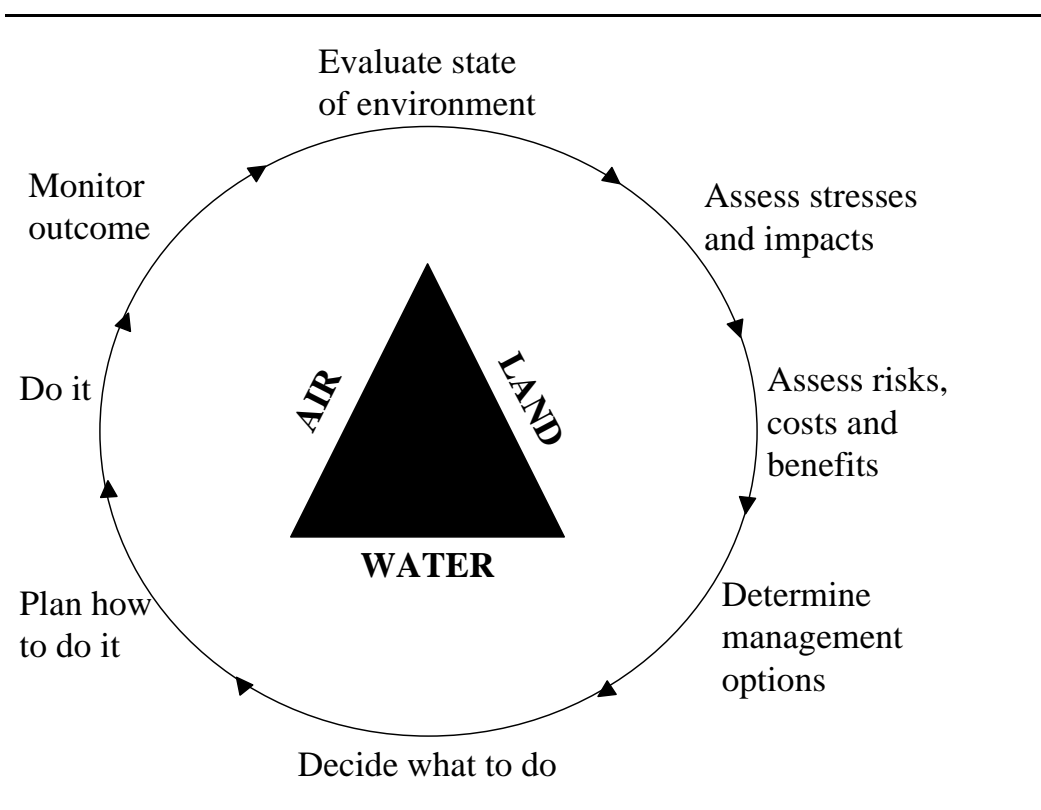 Evaluate state
of environment
Monitor
outcome
Assess stresses
and impacts
Do it
AIR
LAND
Assess risks,
costs and
benefits
WATER
Plan how
to do it
Determine
management
options
Decide what to do